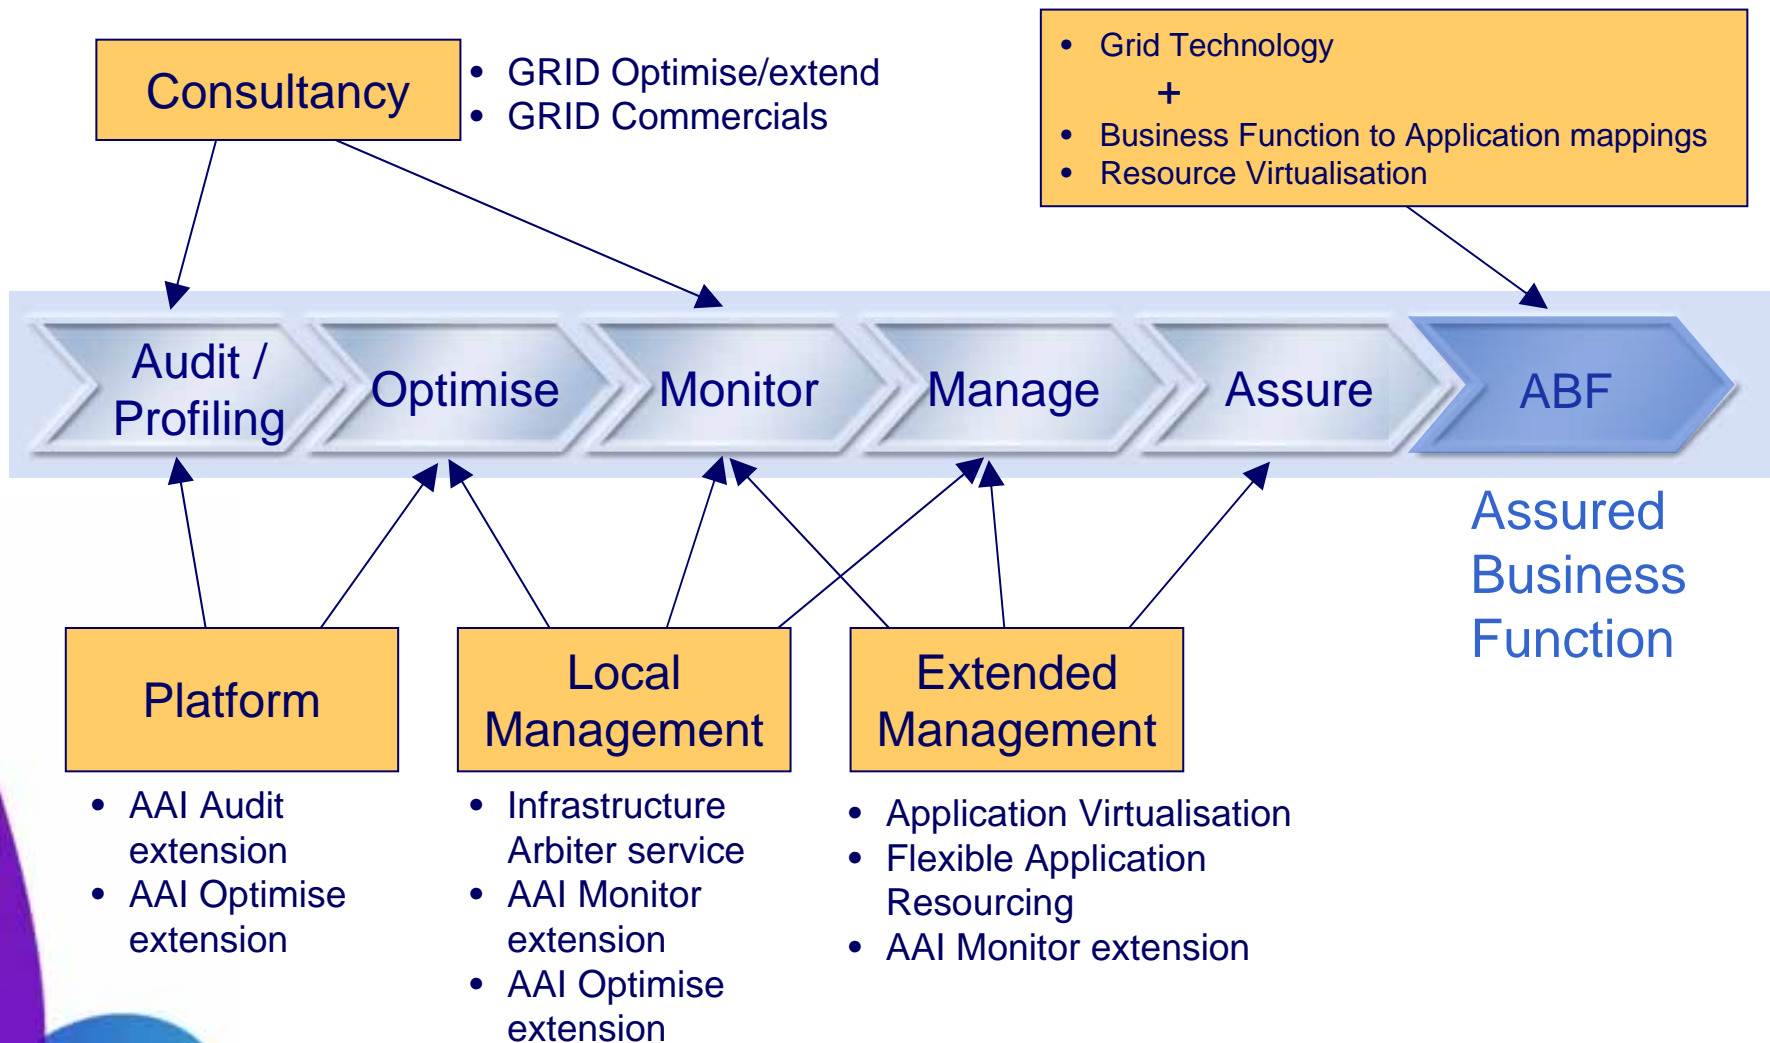 Consultancy
• GRID Optimise/extend
• GRID Commercials
• Grid Technology
+
• Business Function to Application mappings
• Resource Virtualisation
Audit /
Profiling
Optimise
Monitor
Manage
Assure
ABF
Assured
Business
Function
Platform
• AAI Audit
extension
• AAI Optimise
extension
Local
Management
• Infrastructure
Arbiter service
• AAI Monitor
extension
• AAI Optimise
extension
Extended
Management
• Application Virtualisation
• Flexible Application
Resourcing
• AAI Monitor extension